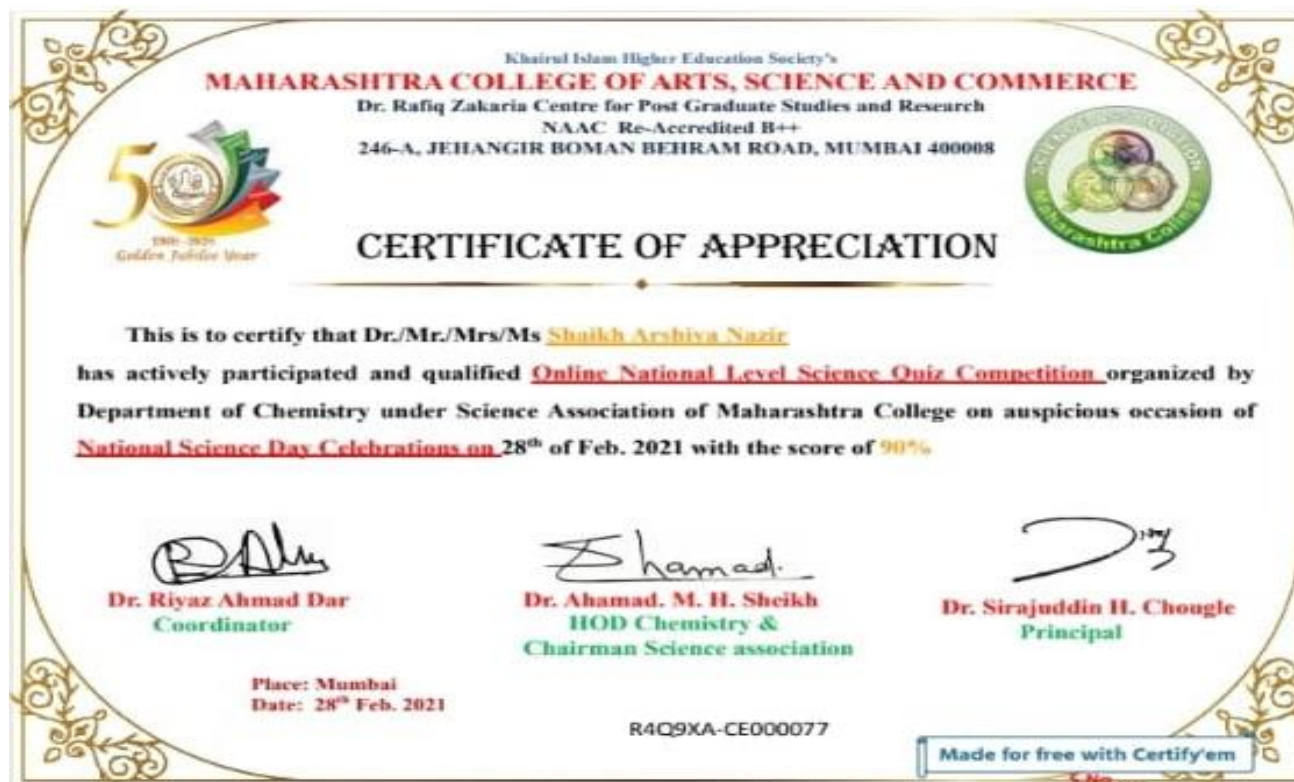 Khairul Islam Higher Education Society's
MAHARASHTRA COLLEGE OF ARTS, SCIENCE AND COMMERCE
Dr. Rafiq Zakaria Centre for Post Graduate Studies and Research
NAAC Re-Accredited B++
246-A, JEHANGIR BOMAN BEHRAM ROAD, MUMBAI 400008
50
Golden Jubilee Year
SCIENCE ASSOCIATION
Maharashtra College
CERTIFICATE OF APPRECIATION
This is to certify that Dr./Mr./Mrs/Ms Shaikh Arshiya Nazir
has actively participated and qualified Online National Level Science Quiz Competition organized by
Department of Chemistry under Science Association of Maharashtra College on auspicious occasion of
National Science Day Celebrations on 28th of Feb. 2021 with the score of 90%
Shamad.
Dr. Riyaz Ahmad Dar
Coordinator
Dr. Ahamad. M. H. Sheikh
HOD Chemistry &
Chairman Science association
Dr. Sirajuddin H. Chougle
Principal
Place: Mumbai
Date: 28th Feb. 2021
R4Q9XA-CE000077
Made for free with Certify'em
S.No